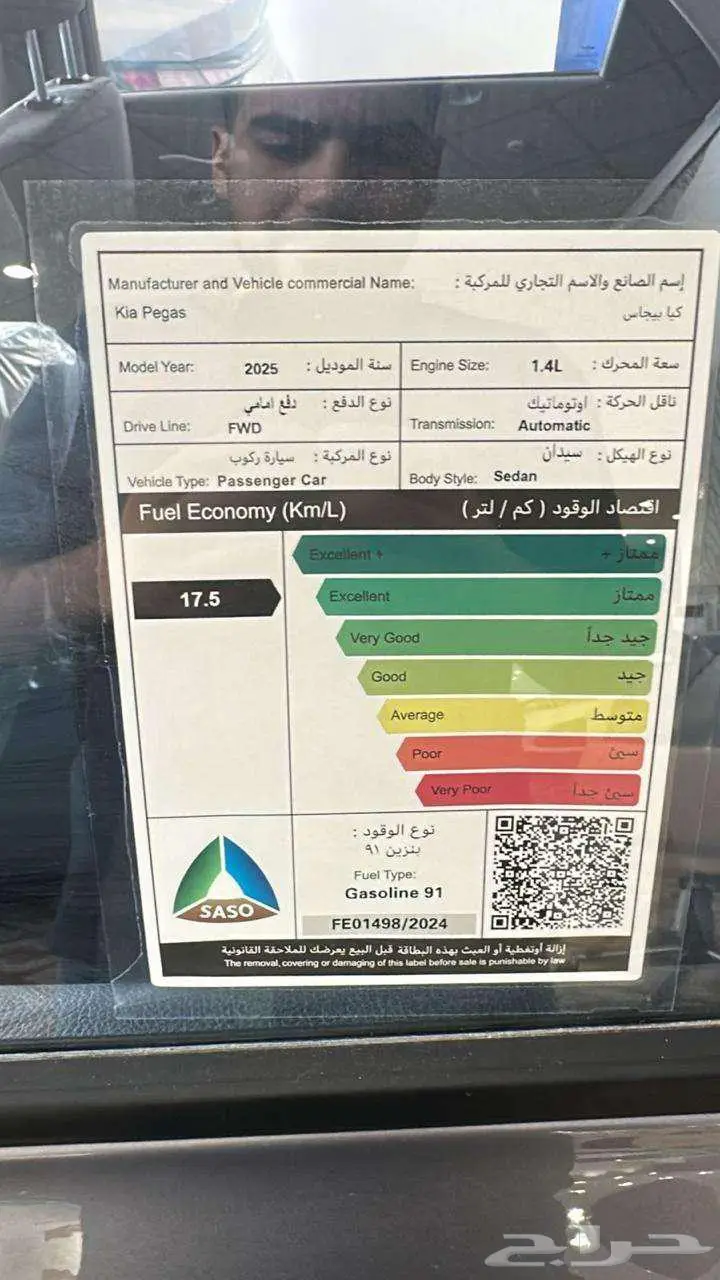 Manufacturer and Vehicle commercial Name: إسم الصانع والاسم التجاري للمركبة :
Kia Pegas كيا بيجاس
Model Year: 2025 سنة الموديل : Engine Size: 1.4L سعة المحرك :
نوع الدفع : دفع امامي ناقل الحركة : اوتوماتيك
Drive Line: FWD Transmission: Automatic
نوع المركبة : سيارة ركوب نوع الهيكل : سيدان
Vehicle Type: Passenger Car Body Style: Sedan
Fuel Economy (Km/L) اقتصاد الوقود ( كم / لتر )
Excellent + ممتاز +
17.5 Excellent ممتاز
Very Good جيد جداً
Good جيد
Average متوسط
Poor سئ
Very Poor سئ جداً
نوع الوقود :
بنزين ٩١
Fuel Type:
Gasoline 91
SASO
FE01498/2024
إزالة أوتغطية أو العبث بهذه البطاقة قبل البيع يعرضك للملاحقة القانونية
The removal, covering or damaging of this label before sale is punishable by law
حراج